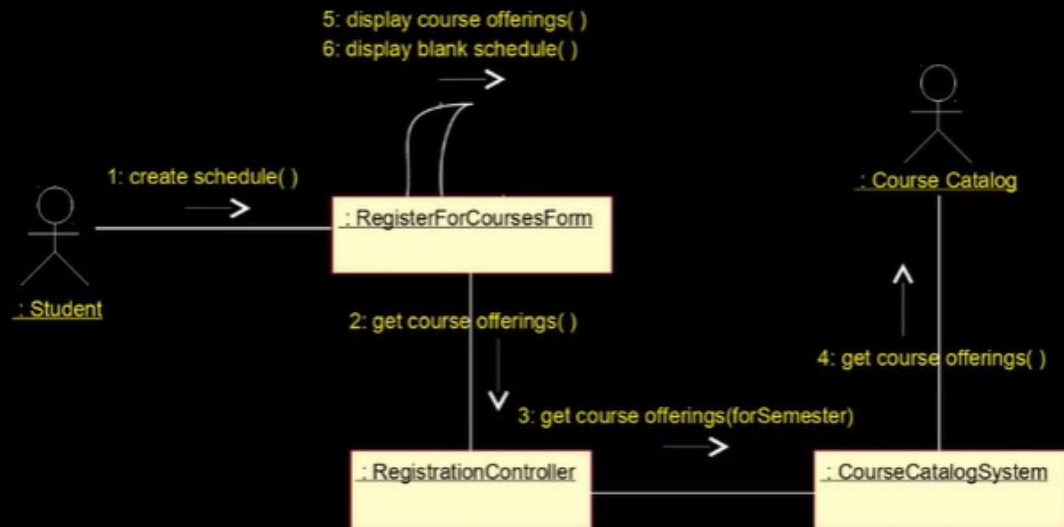 5: display course offerings( )
6: display blank schedule( )
1: create schedule( )
: Course Catalog
: RegisterForCoursesForm
: Student
2: get course offerings( )
4: get course offerings( )
3: get course offerings(forSemester)
: RegistrationController
: CourseCatalogSystem